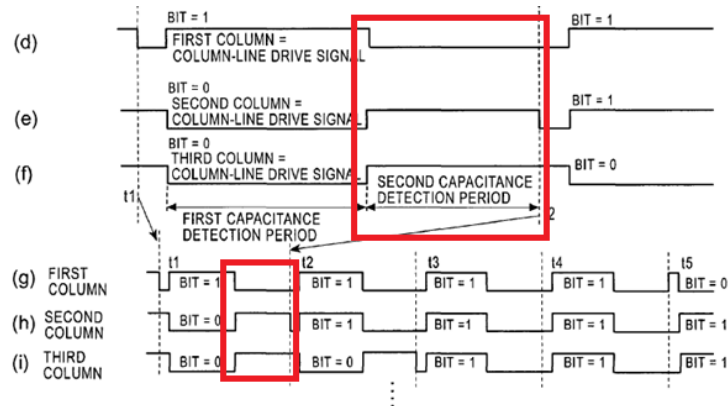 BIT = 1 BIT = 1
(d) FIRST COLUMN =
COLUMN-LINE DRIVE SIGNAL
BIT = 0
(e) SECOND COLUMN = BIT = 1
COLUMN-LINE DRIVE SIGNAL
BIT = 0
(f) THIRD COLUMN = BIT = 0
COLUMN-LINE DRIVE SIGNAL
t1 SECOND CAPACITANCE
DETECTION PERIOD
FIRST CAPACITANCE 2
DETECTION PERIOD
t1 t2 t3 t4 t5
(g) FIRST COLUMN BIT = 1 BIT = 1 BIT = 1 BIT = 1 BIT = 0
(h) SECOND COLUMN BIT = 0 BIT = 1 BIT =1 BIT = 1 BIT = 1
(i) THIRD COLUMN BIT = 0 BIT = 0 BIT = 1 BIT = 1 BIT = 1